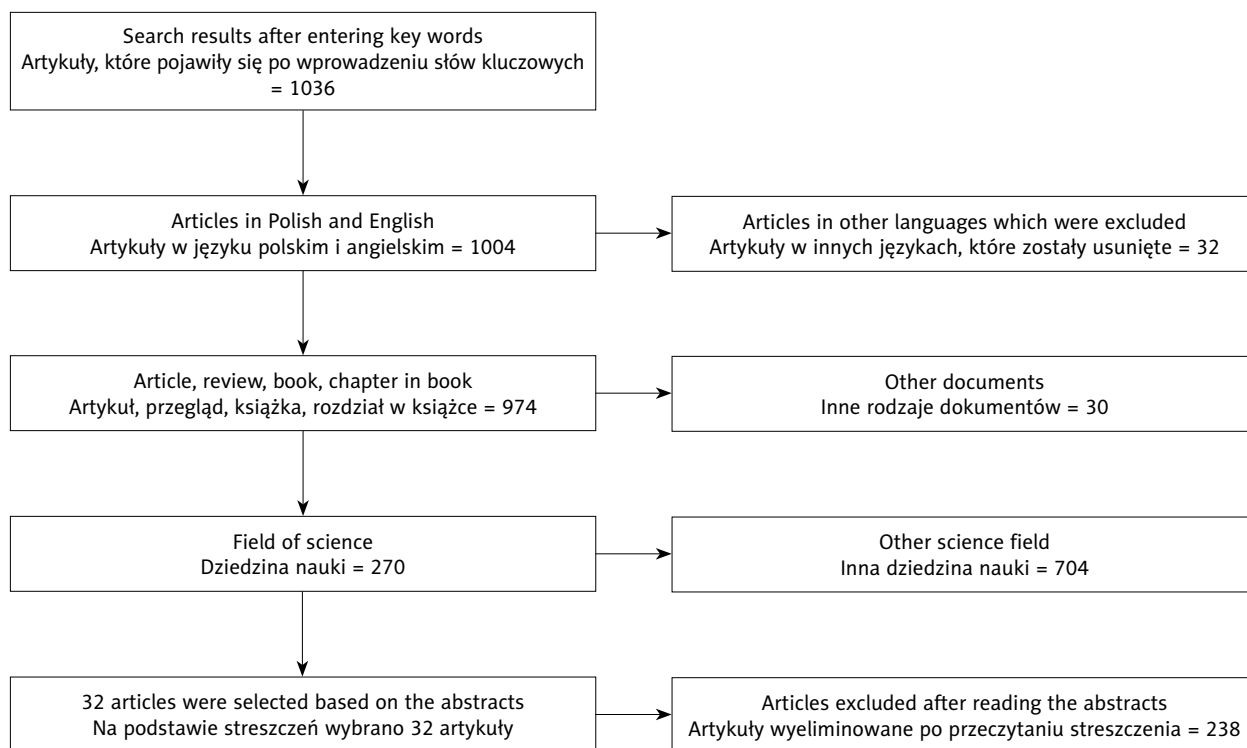 Search results after entering key words
Artykuły, które pojawiły się po wprowadzeniu słów kluczowych
= 1036
Articles in Polish and English
Artykuły w języku polskim i angielskim = 1004
Articles in other languages which were excluded
Artykuły w innych językach, które zostały usunięte = 32
Article, review, book, chapter in book
Artykuł, przegląd, książka, rozdział w książce = 974
Other documents
Inne rodzaje dokumentów = 30
Field of science
Dziedzina nauki = 270
Other science field
Inna dziedzina nauki = 704
32 articles were selected based on the abstracts
Na podstawie streszczeń wybrano 32 artykuły
Articles excluded after reading the abstracts
Artykuły wyeliminowane po przeczytaniu streszczenia = 238